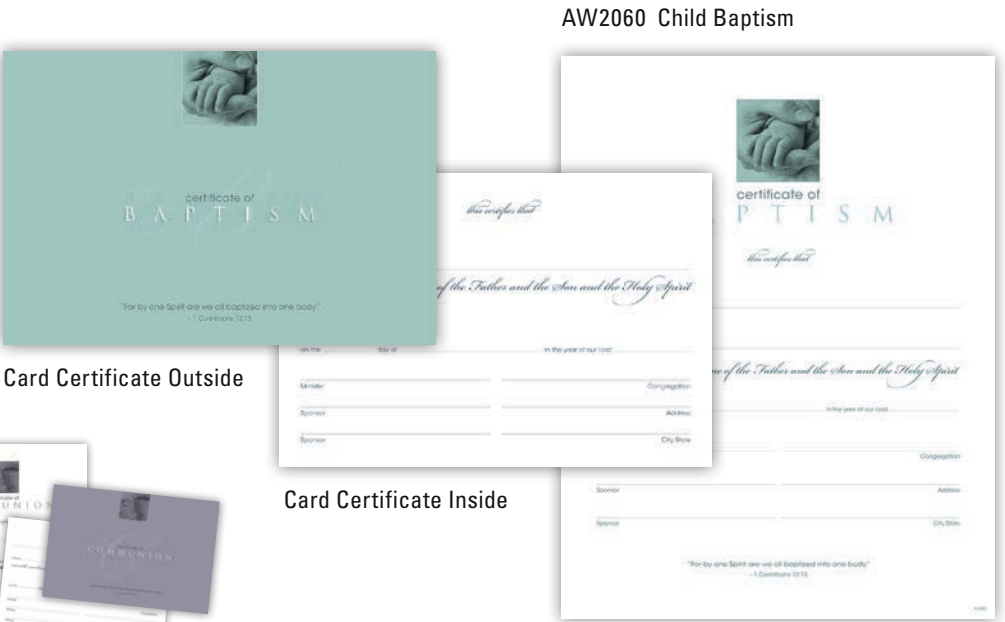 AW2060 Child Baptism
certificate of
BAPTISM
"For by one Spirit are we all baptized into one body."
- 1 Corinthians 12:13
Card Certificate Outside
this certifies that
of the Father and the Son and the Holy Spirit
on the day of in the year of our Lord
Minister Congregation
Sponsor Address
Sponsor City, State
Card Certificate Inside
certificate of
PTISM
this certifies that
of the Father and the Son and the Holy Spirit
in the year of our Lord
Congregation
Sponsor Address
Sponsor City, State
"For by one Spirit are we all baptized into one body."
- 1 Corinthians 12:13
UNION
COMMUNION